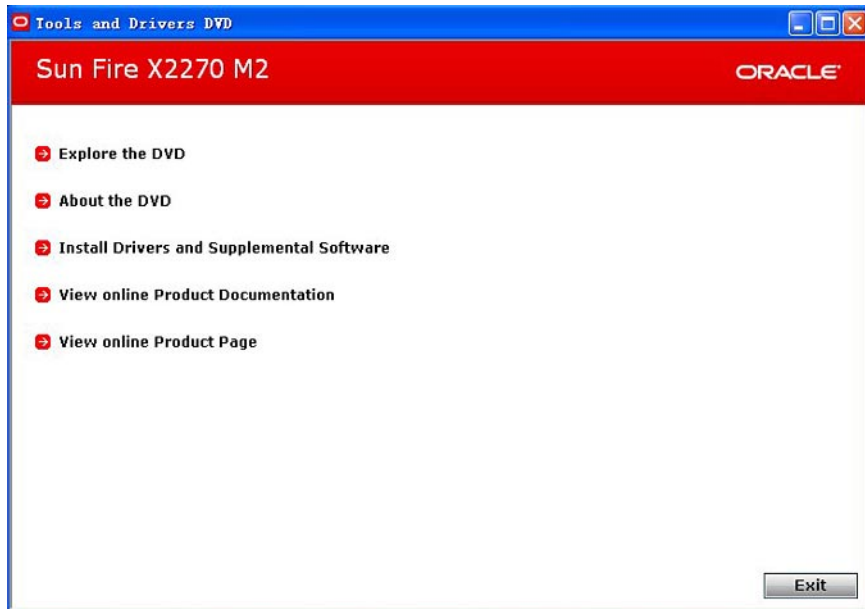 Tools and Drivers DVD
Sun Fire X2270 M2
ORACLE
Explore the DVD
About the DVD
Install Drivers and Supplemental Software
View online Product Documentation
View online Product Page
Exit